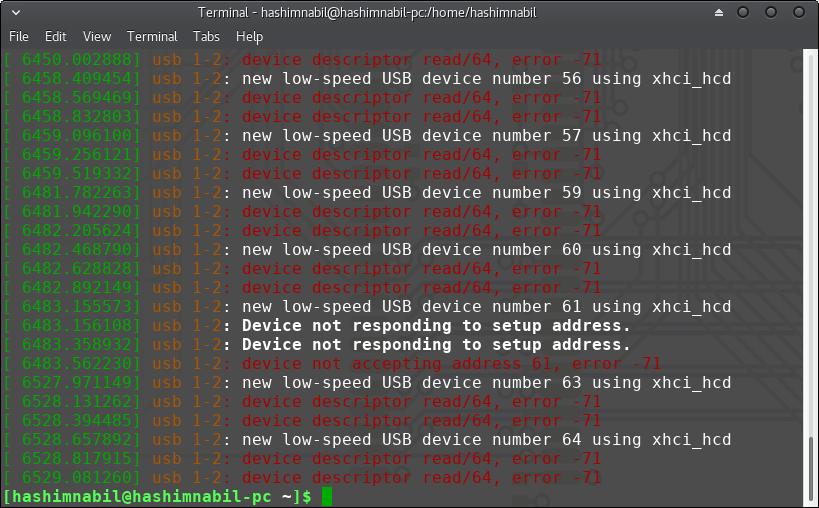 Terminal - hashimnabil@hashimnabil-pc:/home/hashimnabil
File Edit View Terminal Tabs Help
[ 6450.002888] usb 1-2: device descriptor read/64, error -71
[ 6458.409454] usb 1-2: new low-speed USB device number 56 using xhci_hcd
[ 6458.569469] usb 1-2: device descriptor read/64, error -71
[ 6458.832803] usb 1-2: device descriptor read/64, error -71
[ 6459.096100] usb 1-2: new low-speed USB device number 57 using xhci_hcd
[ 6459.256121] usb 1-2: device descriptor read/64, error -71
[ 6459.519332] usb 1-2: device descriptor read/64, error -71
[ 6481.782263] usb 1-2: new low-speed USB device number 59 using xhci_hcd
[ 6481.942290] usb 1-2: device descriptor read/64, error -71
[ 6482.205624] usb 1-2: device descriptor read/64, error -71
[ 6482.468790] usb 1-2: new low-speed USB device number 60 using xhci_hcd
[ 6482.628828] usb 1-2: device descriptor read/64, error -71
[ 6482.892149] usb 1-2: device descriptor read/64, error -71
[ 6483.155573] usb 1-2: new low-speed USB device number 61 using xhci_hcd
[ 6483.156108] usb 1-2: Device not responding to setup address.
[ 6483.358932] usb 1-2: Device not responding to setup address.
[ 6483.562230] usb 1-2: device not accepting address 61, error -71
[ 6527.971149] usb 1-2: new low-speed USB device number 63 using xhci_hcd
[ 6528.131262] usb 1-2: device descriptor read/64, error -71
[ 6528.394485] usb 1-2: device descriptor read/64, error -71
[ 6528.657892] usb 1-2: new low-speed USB device number 64 using xhci_hcd
[ 6528.817915] usb 1-2: device descriptor read/64, error -71
[ 6529.081260] usb 1-2: device descriptor read/64, error -71
[hashimnabil@hashimnabil-pc ~]$